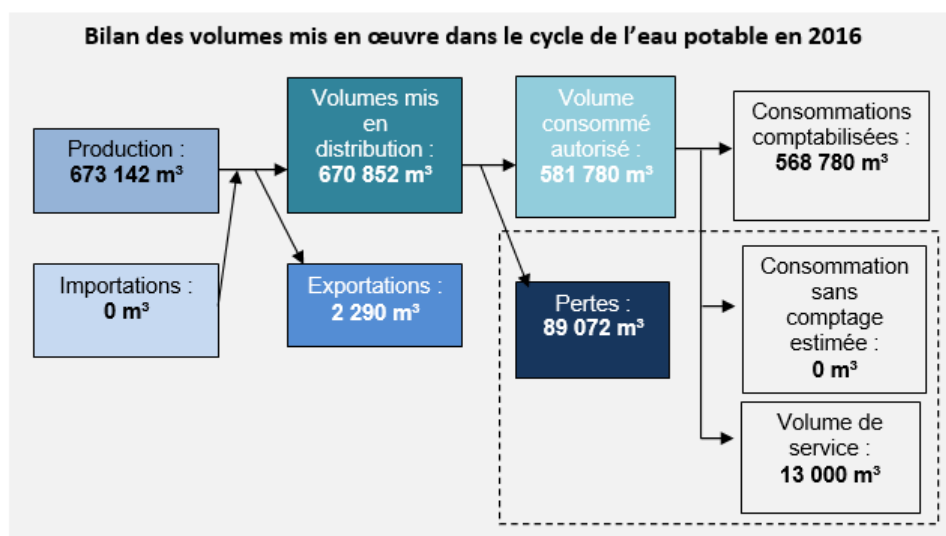 Bilan des volumes mis en œuvre dans le cycle de l’eau potable en 2016
Production :
673 142 m³
Importations :
0 m³
Volumes mis
en
distribution :
670 852 m³
Exportations :
2 290 m³
Volume
consommé
autorisé :
581 780 m³
Pertes :
89 072 m³
Consommations
comptabilisées :
568 780 m³
Consommation
sans
comptage
estimée :
0 m³
Volume de
service :
13 000 m³